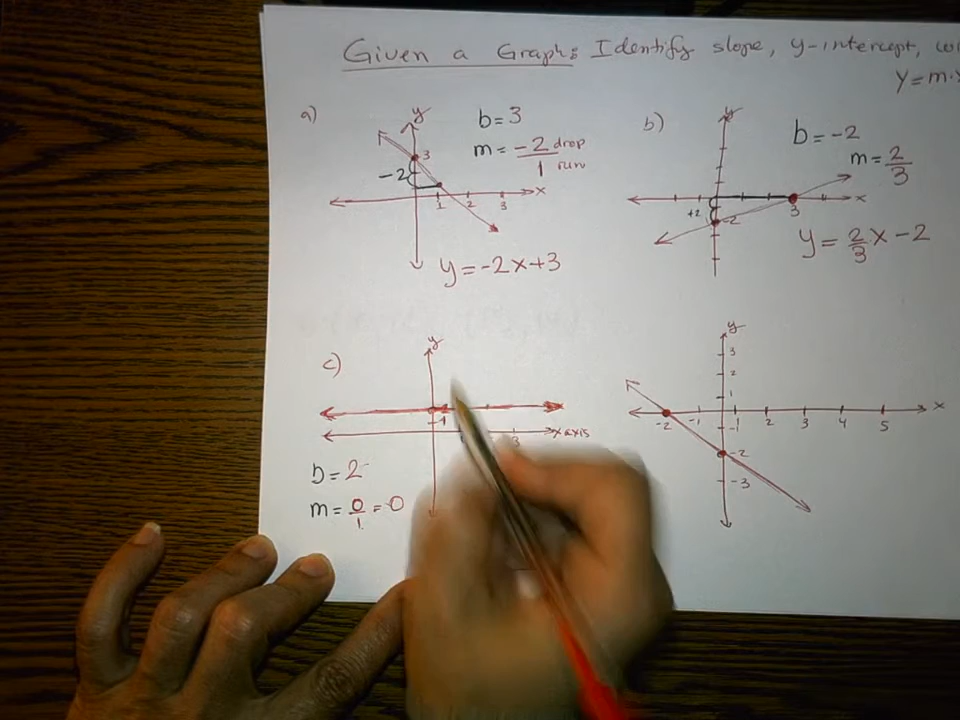 Given a Graph: Identify slope, y-intercept,
y = m·x
a)
y
b = 3
m = -2 drop
1 run
3
-2
x
1 2 3
y = -2x+3
b)
y
b = -2
m = 2
3
x
+2
-2
3
y = 2/3 x - 2
c)
y
x
1
3
x axis
b = 2
m = 0/1 = 0
y
3
2
1
x
-2 -1 1 2 3 4 5
-1
-2
-3